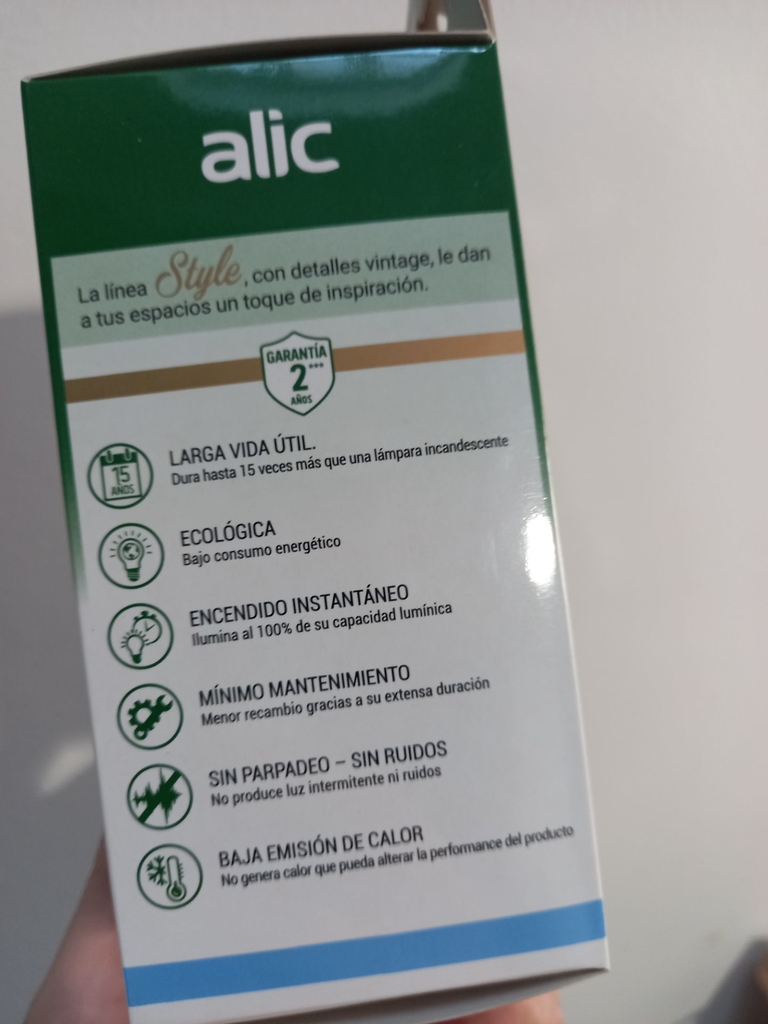 alic
La línea Style, con detalles vintage, le dan
a tus espacios un toque de inspiración.
GARANTÍA
2***
AÑOS
15
AÑOS
LARGA VIDA ÚTIL.
Dura hasta 15 veces más que una lámpara incandescente
ECOLÓGICA
Bajo consumo energético
ENCENDIDO INSTANTÁNEO
Ilumina al 100% de su capacidad lumínica
MÍNIMO MANTENIMIENTO
Menor recambio gracias a su extensa duración
SIN PARPADEO – SIN RUIDOS
No produce luz intermitente ni ruidos
BAJA EMISIÓN DE CALOR
No genera calor que pueda alterar la performance del producto